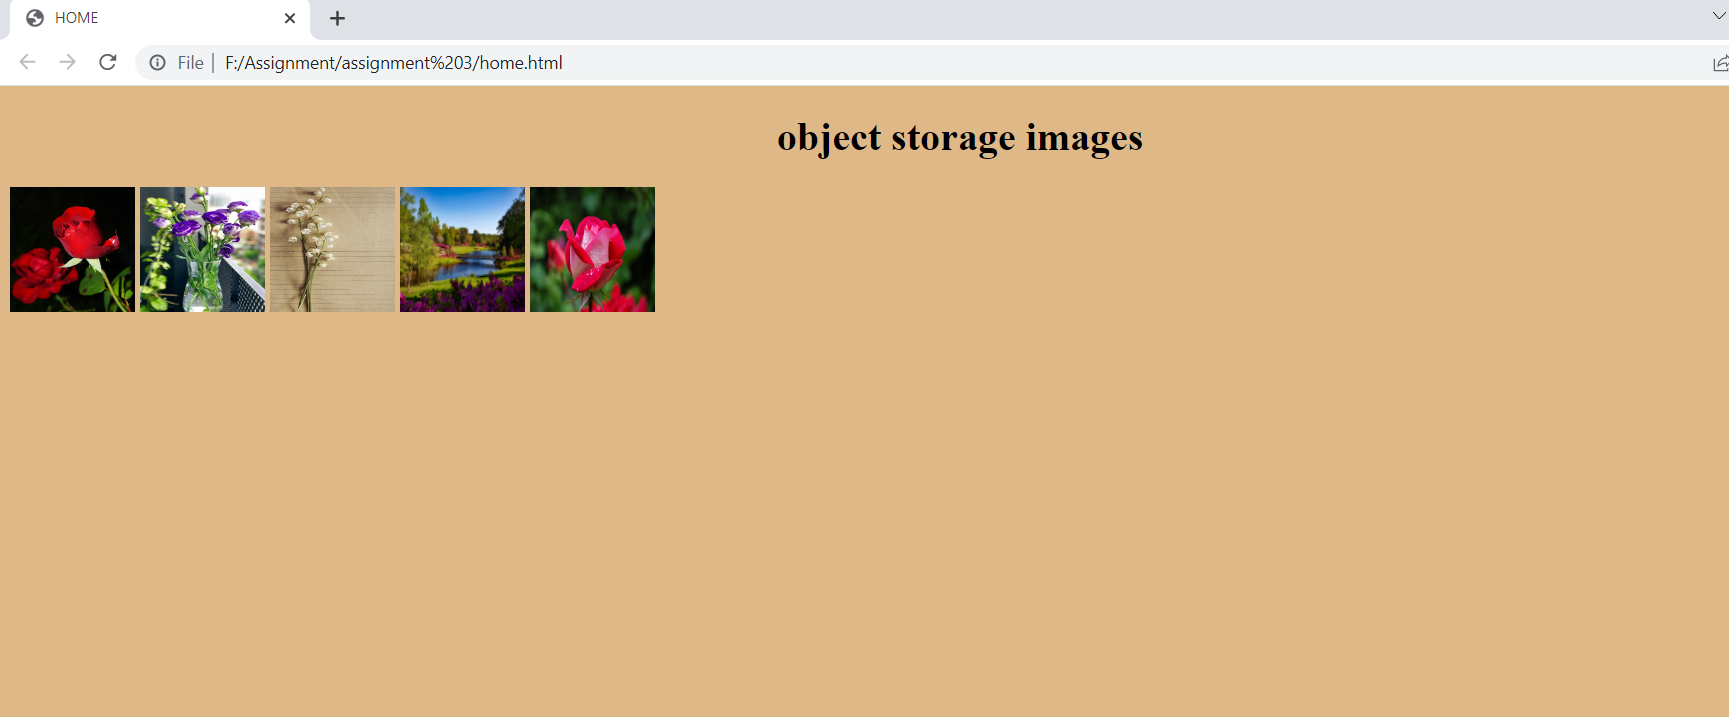 HOME
File
F:/Assignment/assignment%203/home.html
object storage images